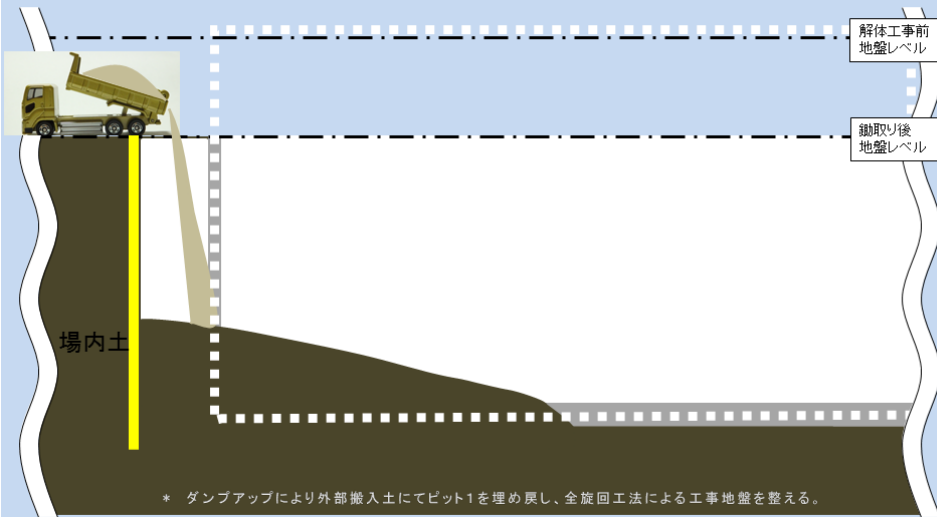 解体工事前
地盤レベル
鋤取り後
地盤レベル
場内土
* ダンプアップにより外部搬入土にてピット1を埋め戻し、全旋回工法による工事地盤を整える。